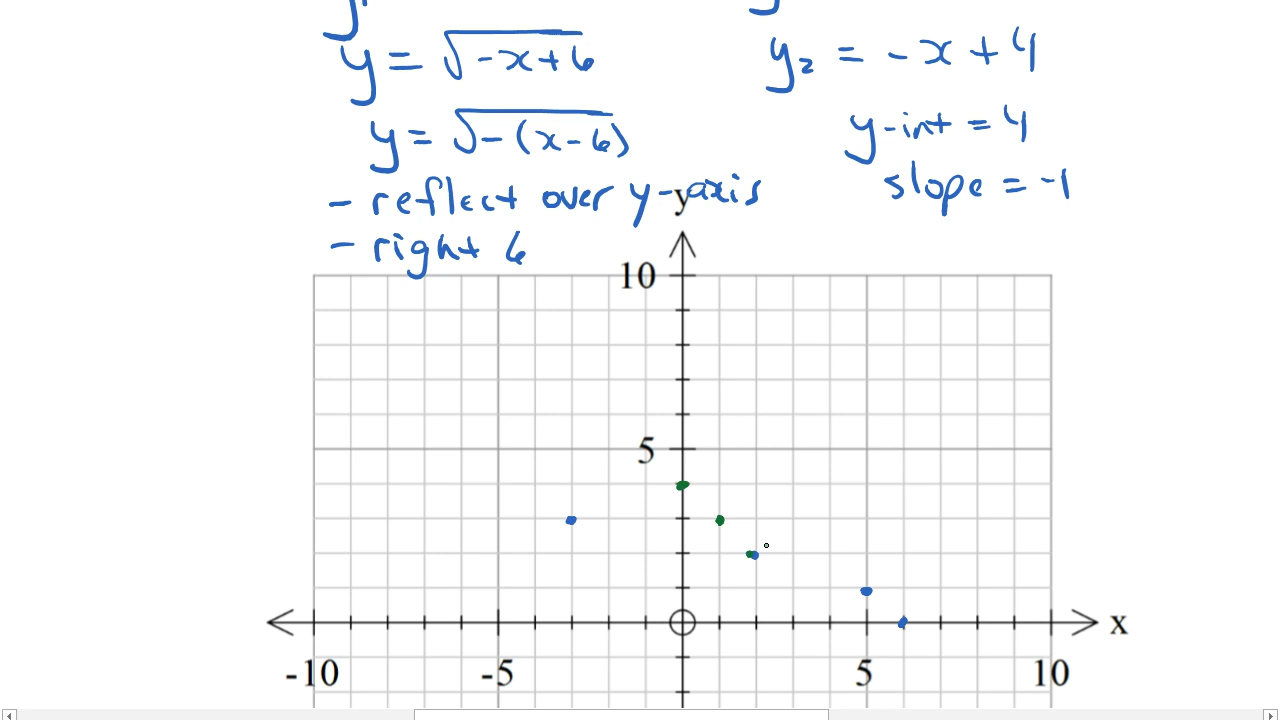 y = √-x+6
y₂ = -x + 4
y = √-(x-6)
y-int = 4
- reflect over y-axis
slope = -1
- right 6
y
10
5
x
-10
-5
5
10